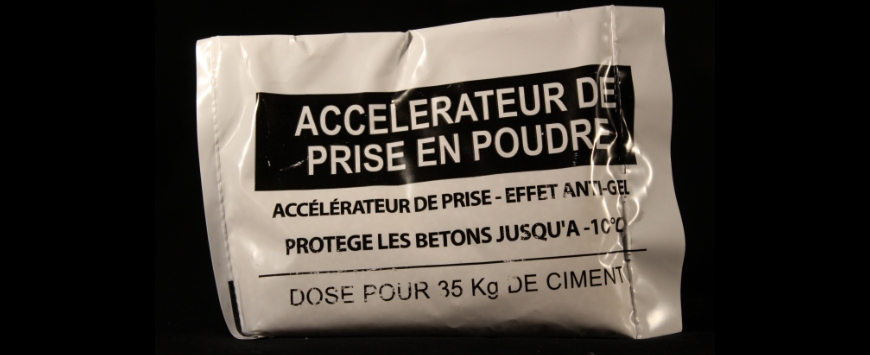 ACCELERATEUR DE
PRISE EN POUDRE
ACCÉLÉRATEUR DE PRISE - EFFET ANTI-GEL
PROTEGE LES BETONS JUSQU'A -10°C
DOSE POUR 35 Kg DE CIMENT